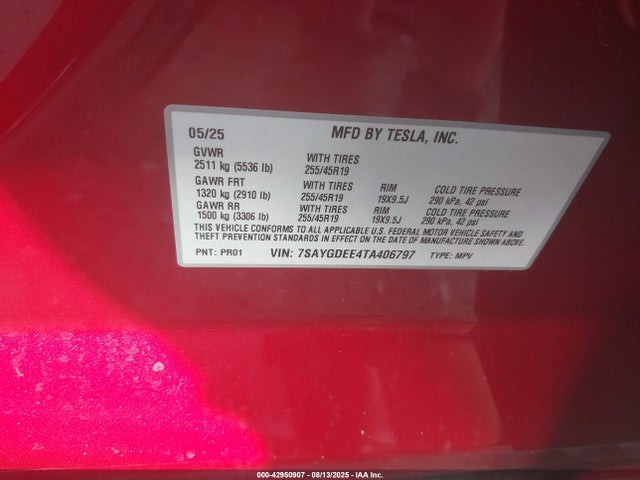 05/25 MFD BY TESLA, INC.
GVWR
2511 kg (5536 lb) WITH TIRES 255/45R19
GAWR FRT
1320 kg (2910 lb) WITH TIRES 255/45R19 RIM 19X9.5J COLD TIRE PRESSURE 290 kPa, 42 psi
GAWR RR
1500 kg (3306 lb) WITH TIRES 255/45R19 RIM 19X9.5J COLD TIRE PRESSURE 290 kPa, 42 psi
THIS VEHICLE CONFORMS TO ALL APPLICABLE U.S. FEDERAL MOTOR VEHICLE SAFETY AND
THEFT PREVENTION STANDARDS IN EFFECT ON THE DATE OF MANUFACTURE SHOWN ABOVE.
PNT: PR01 VIN: 7SAYGDEE4TA406797 TYPE: MPV
000-42950907 - 08/13/2025 - IAA Inc.